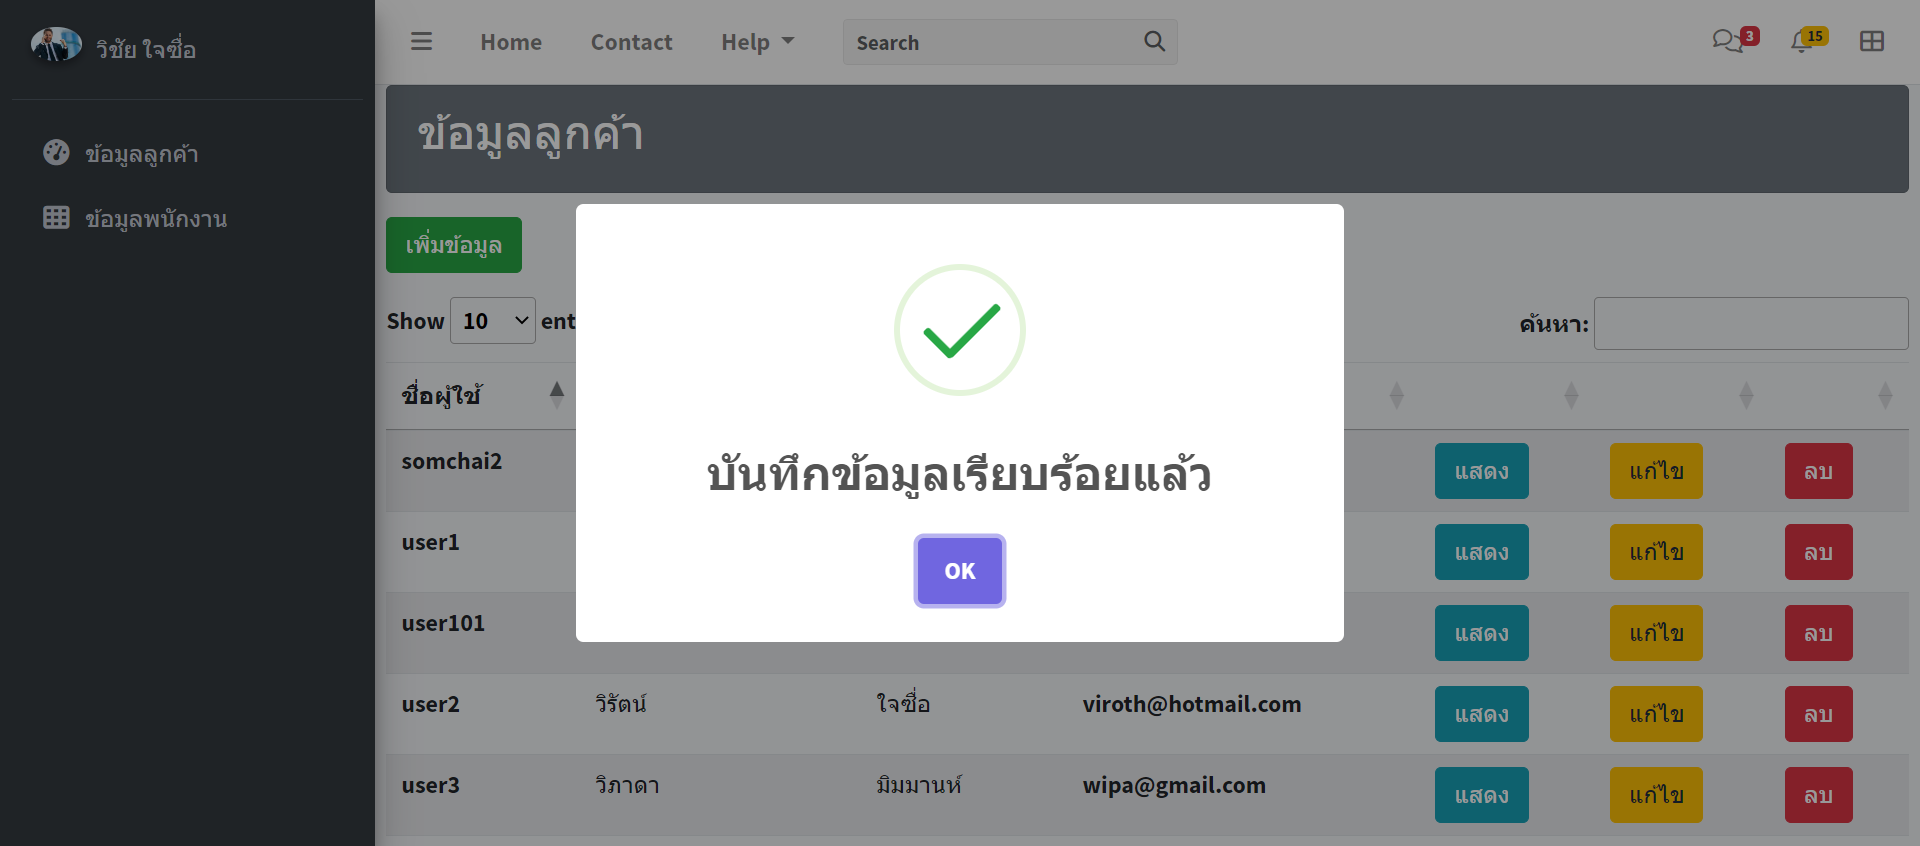 วิชัย ใจซื่อ
ข้อมูลลูกค้า
ข้อมูลพนักงาน
Home Contact Help Search 3 15
ข้อมูลลูกค้า
เพิ่มข้อมูล
Show 10 ent
ค้นหา:
ชื่อผู้ใช้
somchai2 แสดง แก้ไข ลบ
user1 แสดง แก้ไข ลบ
user101 แสดง แก้ไข ลบ
user2 วิรัตน์ ใจซื่อ viroth@hotmail.com แสดง แก้ไข ลบ
user3 วิภาดา มิมมานห์ wipa@gmail.com แสดง แก้ไข ลบ
บันทึกข้อมูลเรียบร้อยแล้ว
OK